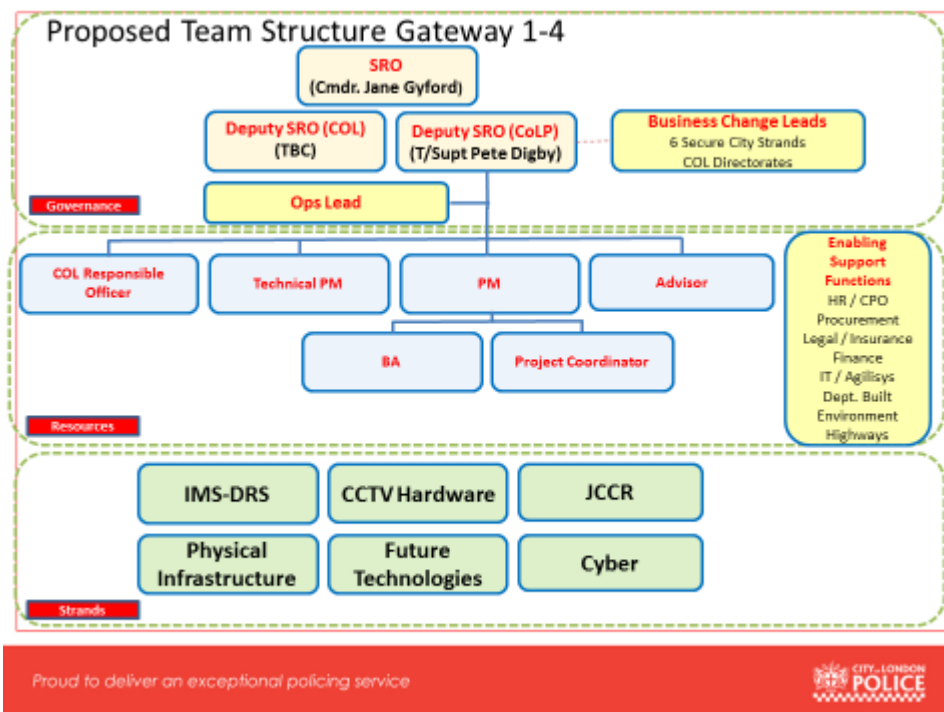 Proposed Team Structure Gateway 1-4
SRO
(Cmdr. Jane Gyford)
Deputy SRO (COL)
(TBC)
Deputy SRO (CoLP)
(T/Supt Pete Digby)
Business Change Leads
6 Secure City Strands
COL Directorates
Ops Lead
Governance
COL Responsible
Officer
Technical PM
PM
Advisor
BA
Project Coordinator
Enabling
Support
Functions
HR / CPO
Procurement
Legal / Insurance
Finance
IT / Agilisys
Dept. Built
Environment
Highways
Resources
IMS-DRS
CCTV Hardware
JCCR
Physical
Infrastructure
Future
Technologies
Cyber
Strands
Proud to deliver an exceptional policing service
CITY OF LONDON
POLICE